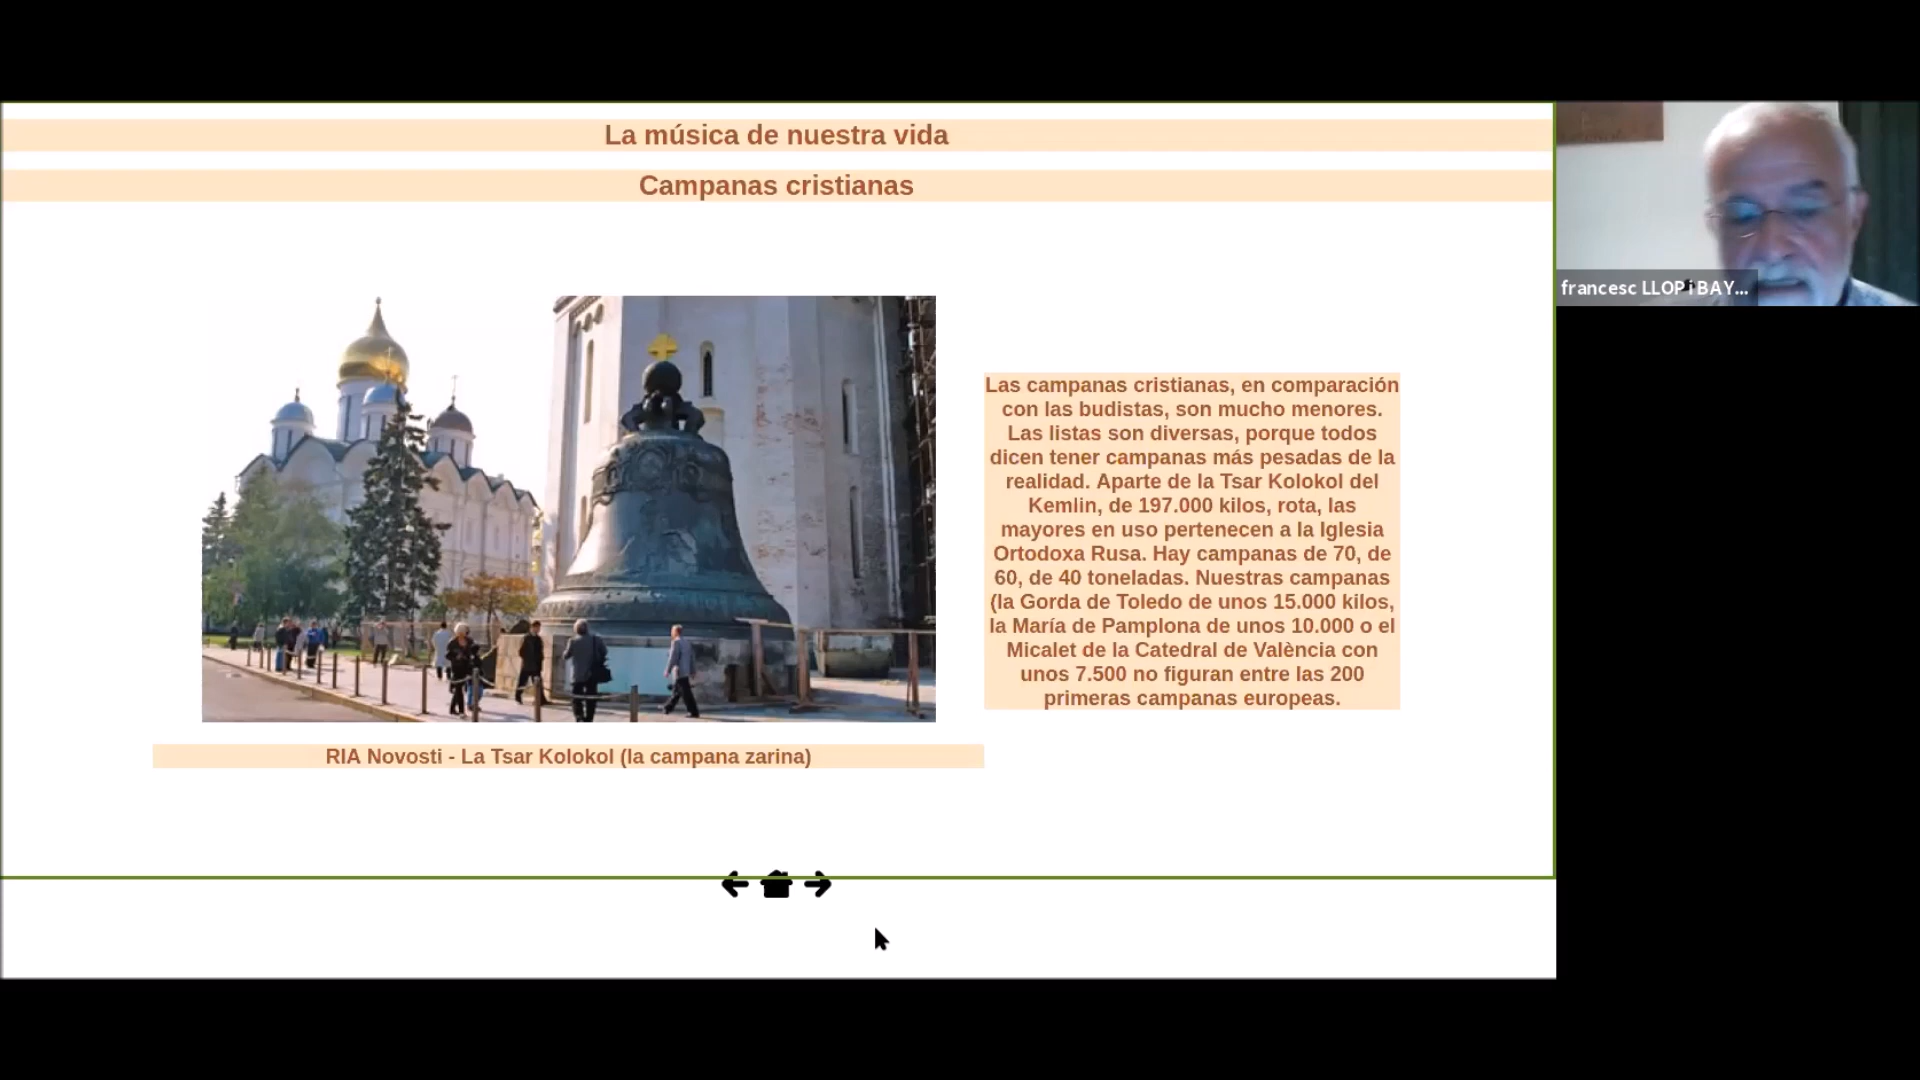 La música de nuestra vida
Campanas cristianas
Las campanas cristianas, en comparación
con las budistas, son mucho menores.
Las listas son diversas, porque todos
dicen tener campanas más pesadas de la
realidad. Aparte de la Tsar Kolokol del
Kemlin, de 197.000 kilos, rota, las
mayores en uso pertenecen a la Iglesia
Ortodoxa Rusa. Hay campanas de 70, de
60, de 40 toneladas. Nuestras campanas
(la Gorda de Toledo de unos 15.000 kilos,
la María de Pamplona de unos 10.000 o el
Micalet de la Catedral de València con
unos 7.500 no figuran entre las 200
primeras campanas europeas.
RIA Novosti - La Tsar Kolokol (la campana zarina)
francesc LLOP i BAY...